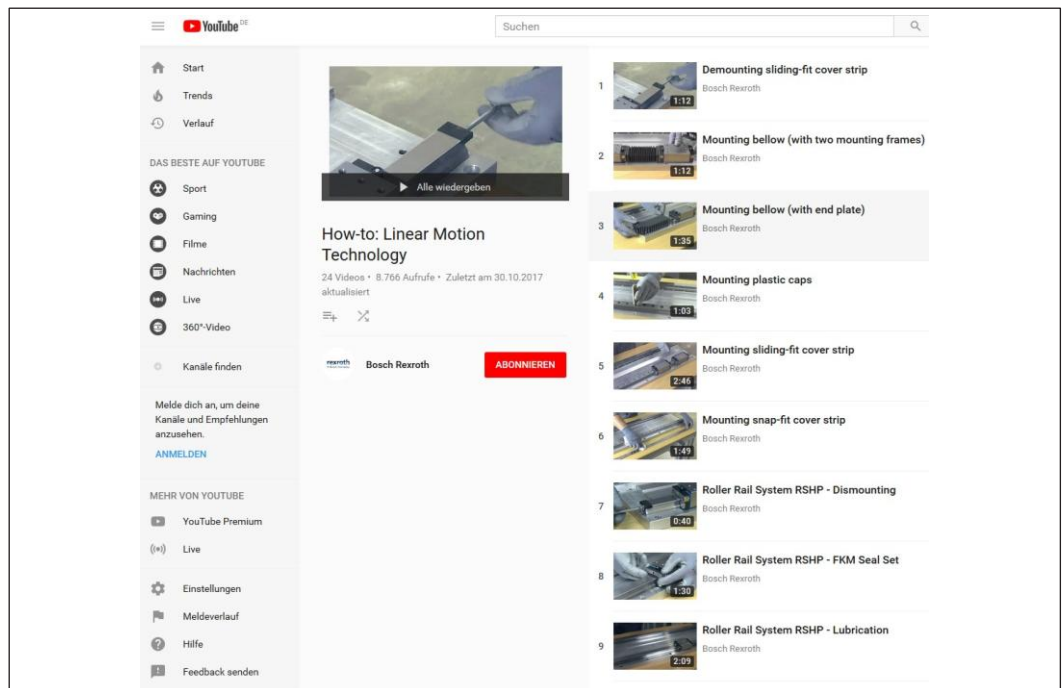 YouTube DE
Suchen
Start
Trends
Verlauf
DAS BESTE AUF YOUTUBE
Sport
Gaming
Filme
Nachrichten
Live
360°-Video
Kanäle finden
Melde dich an, um deine
Kanäle und Empfehlungen
anzusehen.
ANMELDEN
MEHR VON YOUTUBE
YouTube Premium
Live
Einstellungen
Meldeverlauf
Hilfe
Feedback senden
Alle wiedergeben
How-to: Linear Motion
Technology
24 Videos • 8.766 Aufrufe • Zuletzt am 30.10.2017
aktualisiert
rexroth
Bosch Rexroth
ABONNIEREN
1
1:12
Demounting sliding-fit cover strip
Bosch Rexroth
2
1:12
Mounting bellow (with two mounting frames)
Bosch Rexroth
3
1:35
Mounting bellow (with end plate)
Bosch Rexroth
4
1:03
Mounting plastic caps
Bosch Rexroth
5
2:46
Mounting sliding-fit cover strip
Bosch Rexroth
6
1:49
Mounting snap-fit cover strip
Bosch Rexroth
7
0:40
Roller Rail System RSHP - Dismounting
Bosch Rexroth
8
1:30
Roller Rail System RSHP - FKM Seal Set
Bosch Rexroth
9
2:09
Roller Rail System RSHP - Lubrication
Bosch Rexroth